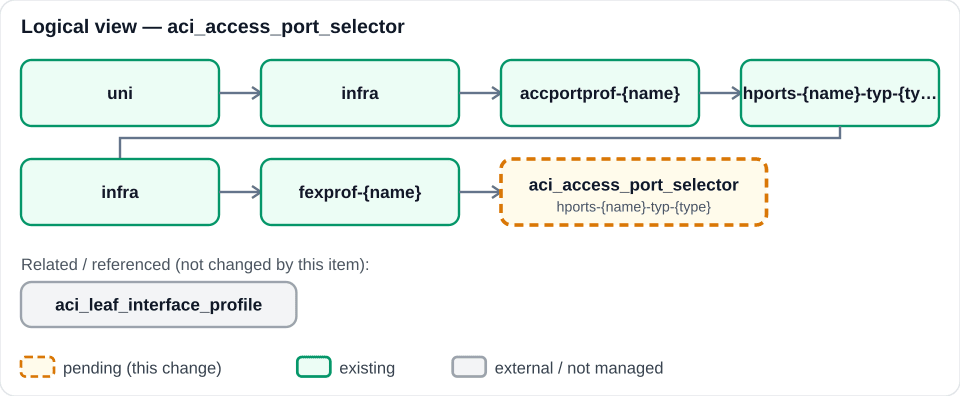 Logical view — aci_access_port_selector
uni
infra
accportprof-{name}
hports-{name}-typ-{ty…
infra
fexprof-{name}
aci_access_port_selector
hports-{name}-typ-{type}
Related / referenced (not changed by this item):
aci_leaf_interface_profile
pending (this change)
existing
external / not managed